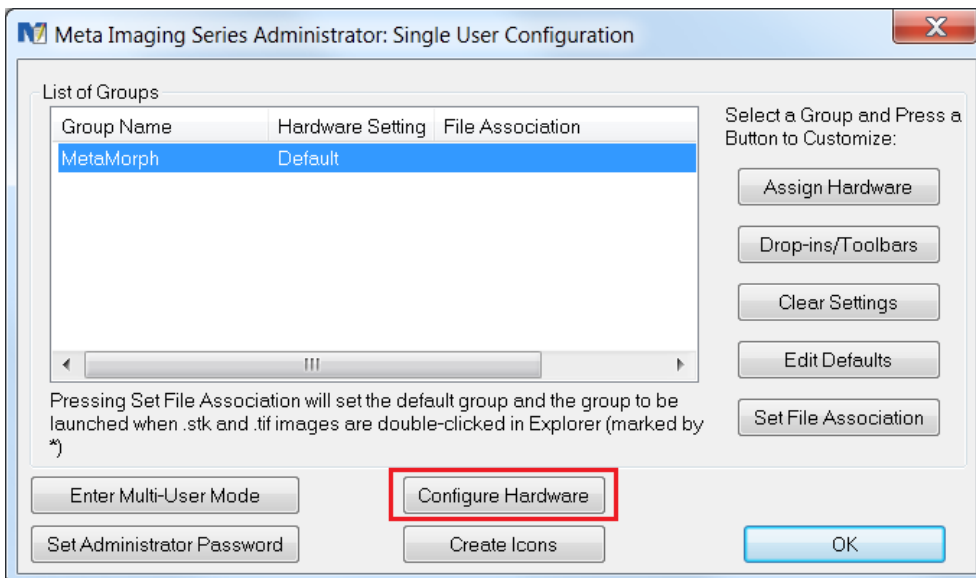 Meta Imaging Series Administrator: Single User Configuration
List of Groups
Group Name Hardware Setting File Association
MetaMorph Default
Select a Group and Press a
Button to Customize:
Assign Hardware
Drop-ins/Toolbars
Clear Settings
Edit Defaults
Set File Association
Pressing Set File Association will set the default group and the group to be
launched when .stk and .tif images are double-clicked in Explorer (marked by
*)
Enter Multi-User Mode
Configure Hardware
Set Administrator Password
Create Icons
OK